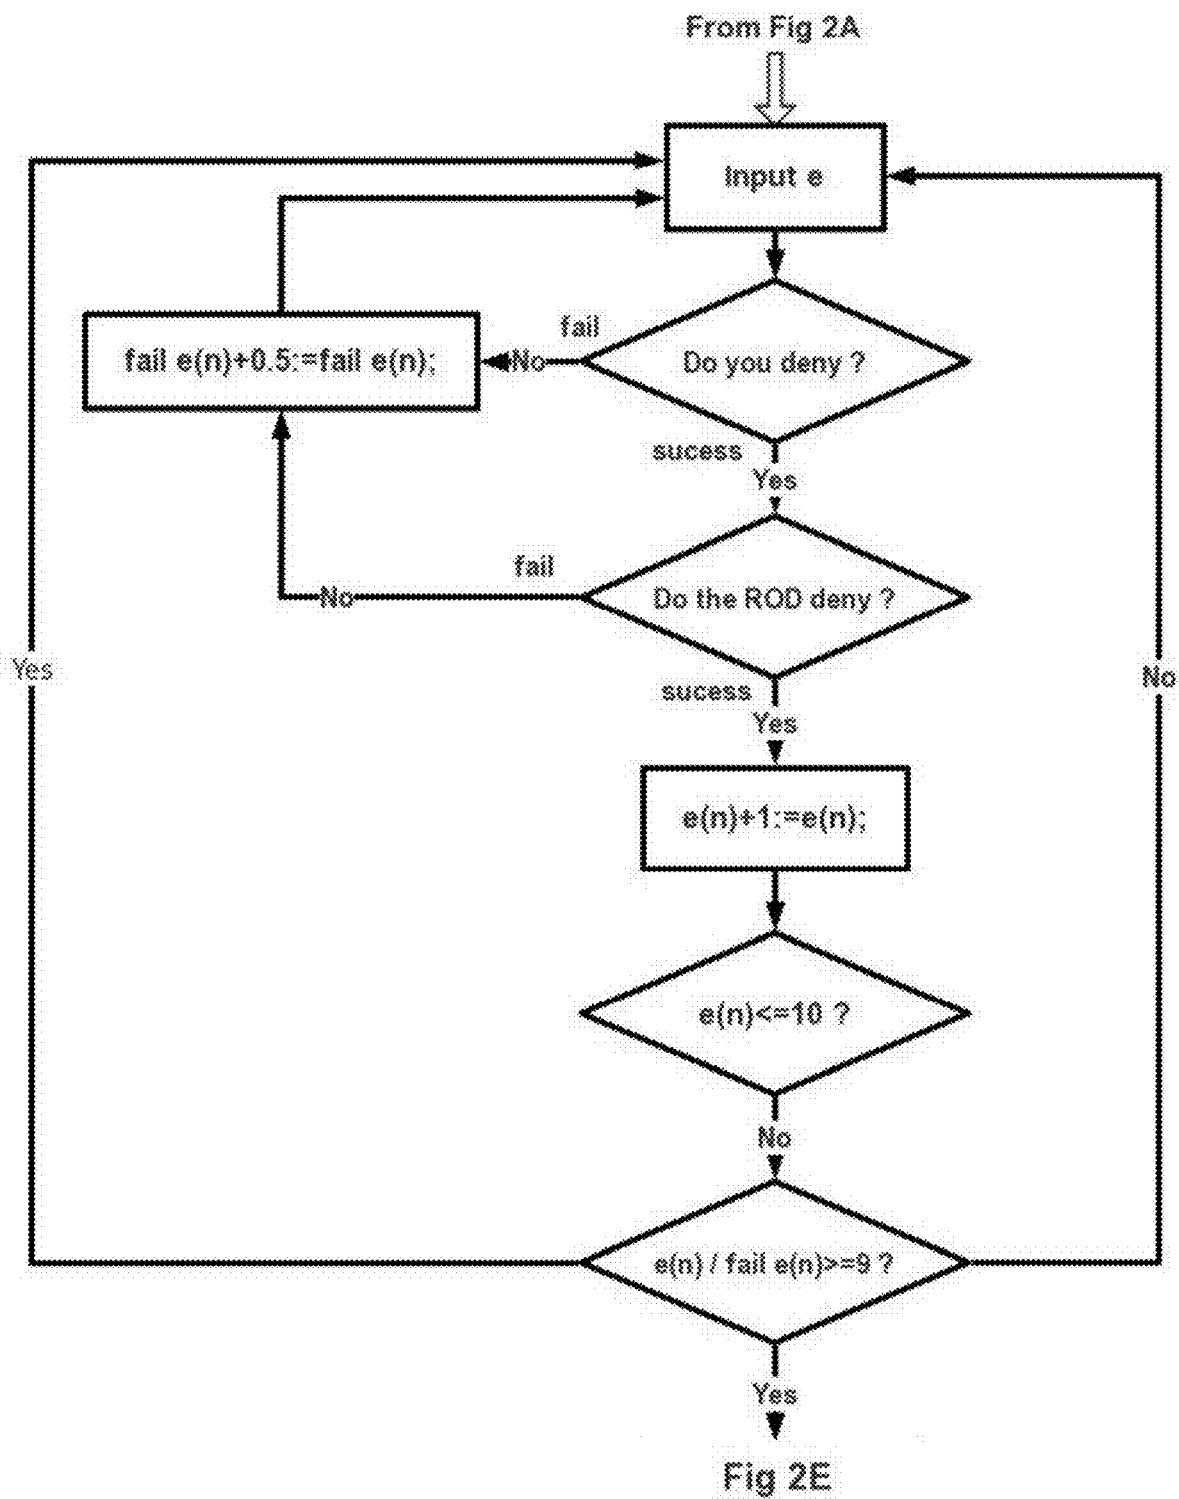 From Fig 2A
Input e
fail
fail e(n)+0.5:=fail e(n);
No
Do you deny ?
sucess
Yes
fail
No
Do the ROD deny ?
sucess
Yes
Yes
No
e(n)+1:=e(n);
e(n)<=10 ?
No
e(n) / fail e(n)>=9 ?
Yes
Fig 2E